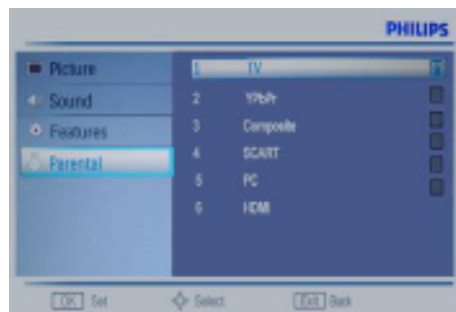 PHILIPS
Picture
Sound
Features
Parental
1 TV
2 YPbPr
3 Composite
4 SCART
5 PC
6 HDMI
OK Set Select Exit Back